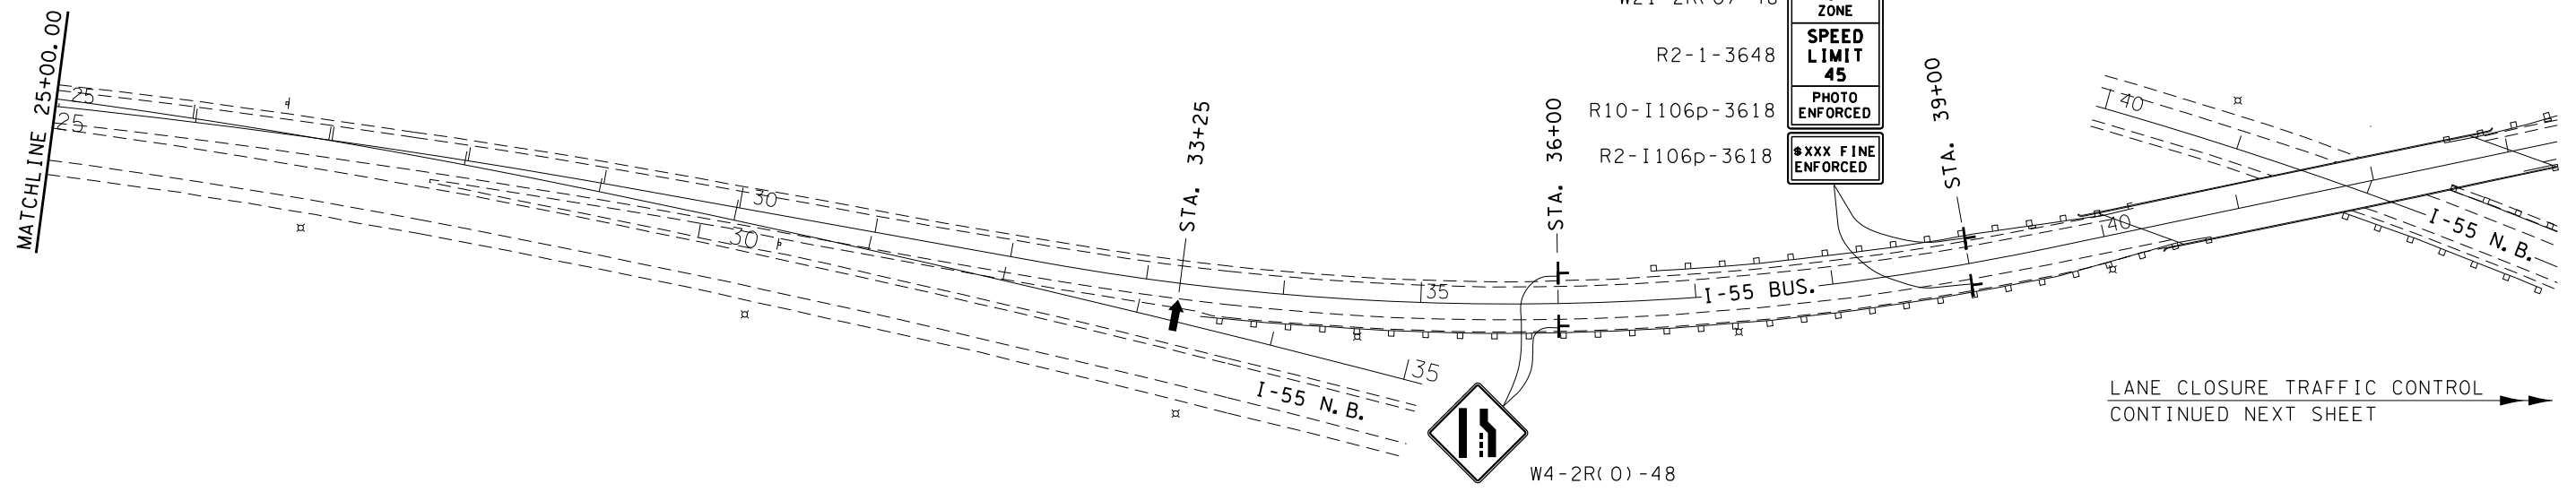 MATCHLINE 25+00.00
25
25
30
30
STA. 33+25
35
35
I-55 N.B.
STA. 36+00
W4-2R(O)-48
ZONE
R2-1-3648
SPEED
LIMIT
45
R10-I106p-3618
PHOTO
ENFORCED
R2-I106p-3618
$XXX FINE
ENFORCED
STA. 39+00
I-55 BUS.
40
40
I-55 N.B.
LANE CLOSURE TRAFFIC CONTROL
CONTINUED NEXT SHEET